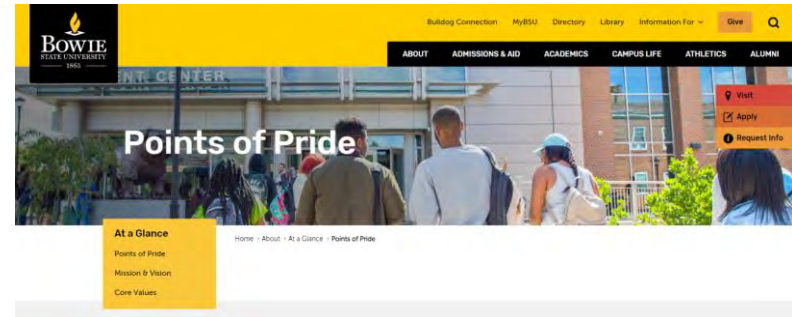 BOWIE
STATE UNIVERSITY
1865
Bulldog Connection MyBSU Directory Library Information For Give
ABOUT ADMISSIONS & AID ACADEMICS CAMPUS LIFE ATHLETICS ALUMNI
ENT CENTER
Visit
Apply
Request Info
Points of Pride
At a Glance
Points of Pride
Mission & Vision
Core Values
Home › About › At a Glance › Points of Pride